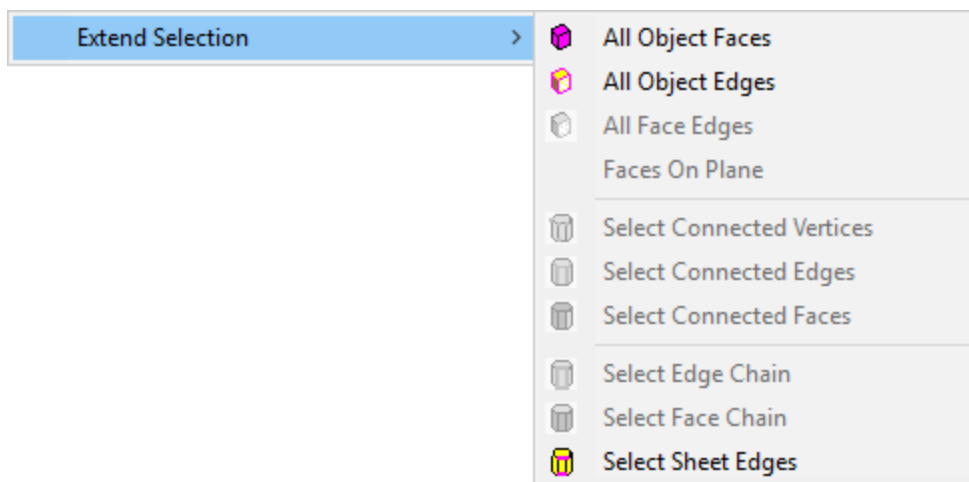 Extend Selection
All Object Faces
All Object Edges
All Face Edges
Faces On Plane
Select Connected Vertices
Select Connected Edges
Select Connected Faces
Select Edge Chain
Select Face Chain
Select Sheet Edges